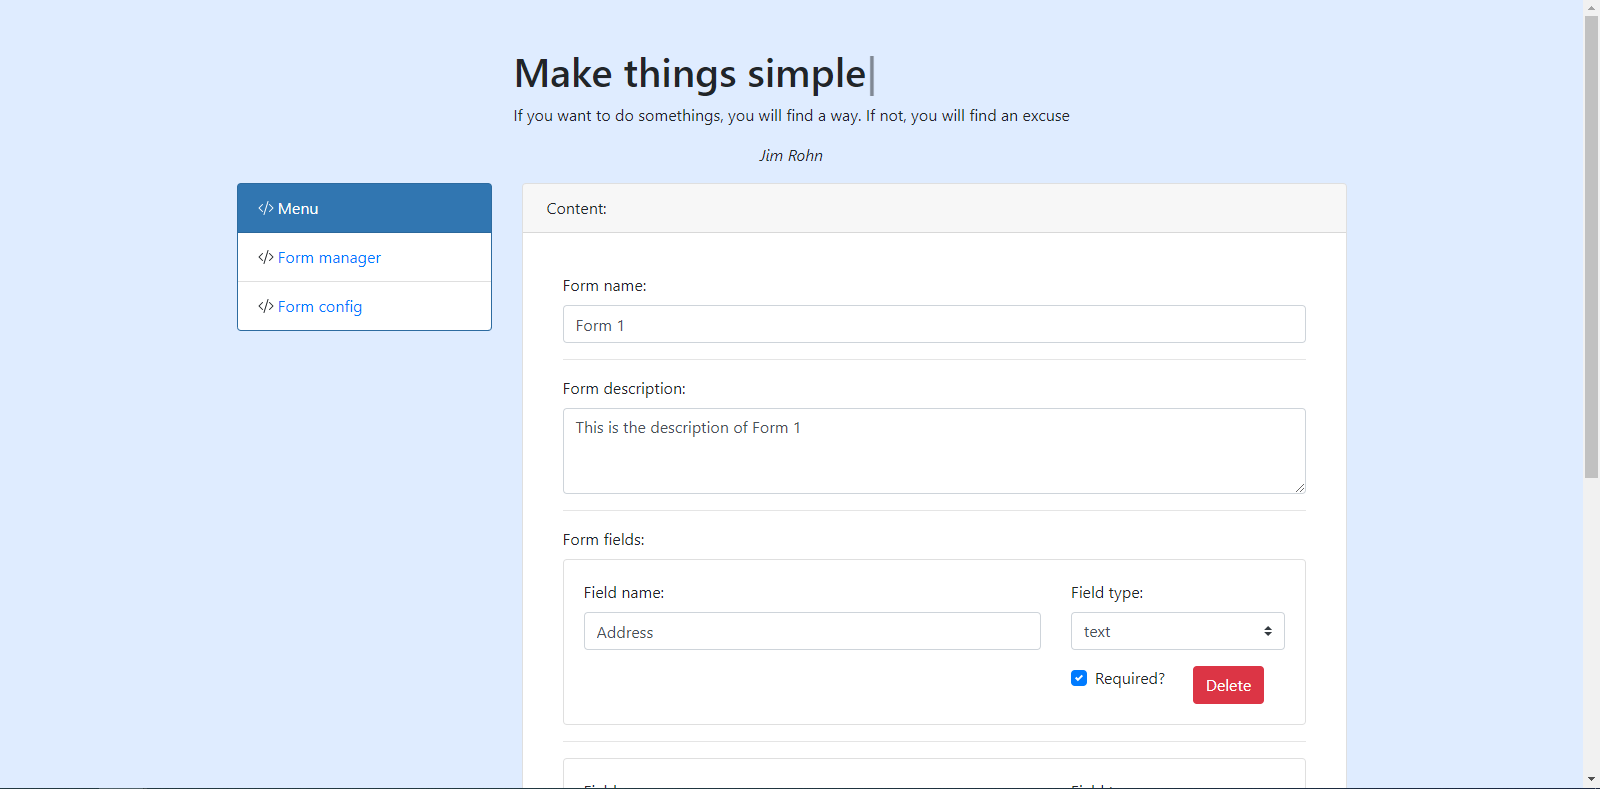 Make things simple|
If you want to do somethings, you will find a way. If not, you will find an excuse
Jim Rohn
</> Menu
</> Form manager
</> Form config
Content:
Form name:
Form 1
Form description:
This is the description of Form 1
Form fields:
Field name:
Field type:
Address
text
Required?
Delete